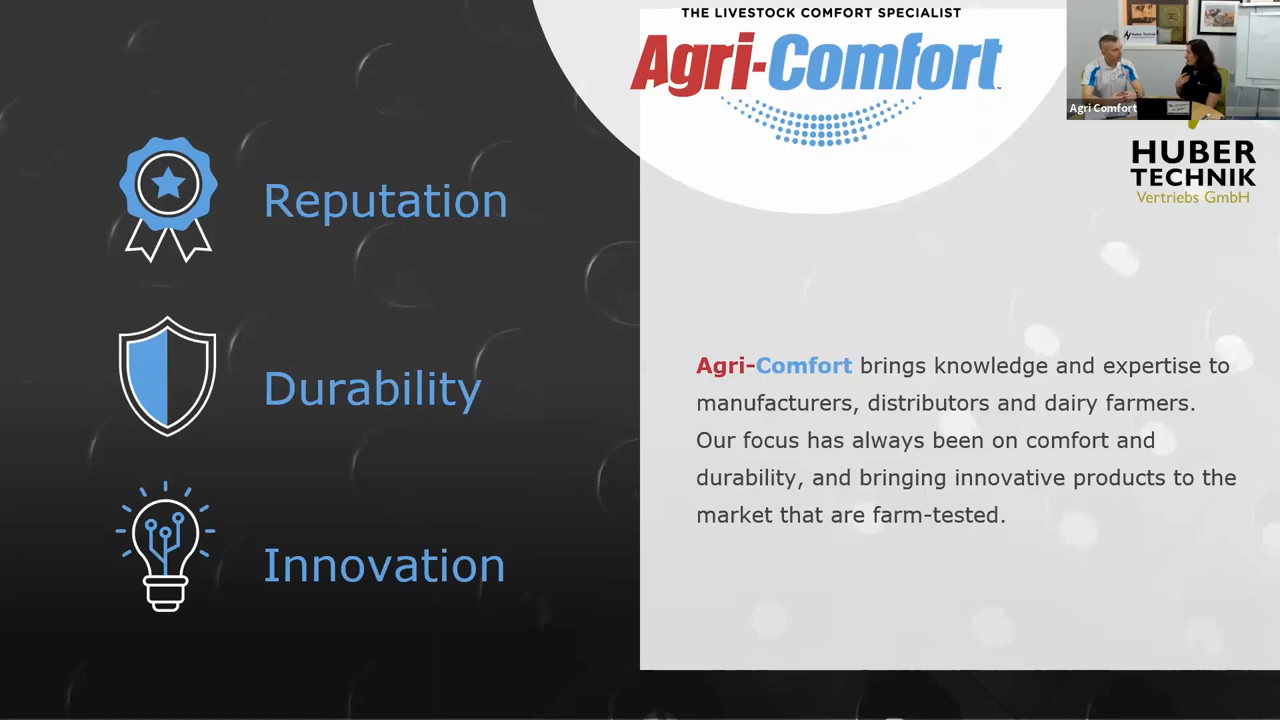 THE LIVESTOCK COMFORT SPECIALIST
Agri-Comfort
Agri Comfort
HUBER
TECHNIK
Vertriebs GmbH
Reputation
Durability
Innovation
Agri-Comfort brings knowledge and expertise to
manufacturers, distributors and dairy farmers.
Our focus has always been on comfort and
durability, and bringing innovative products to the
market that are farm-tested.